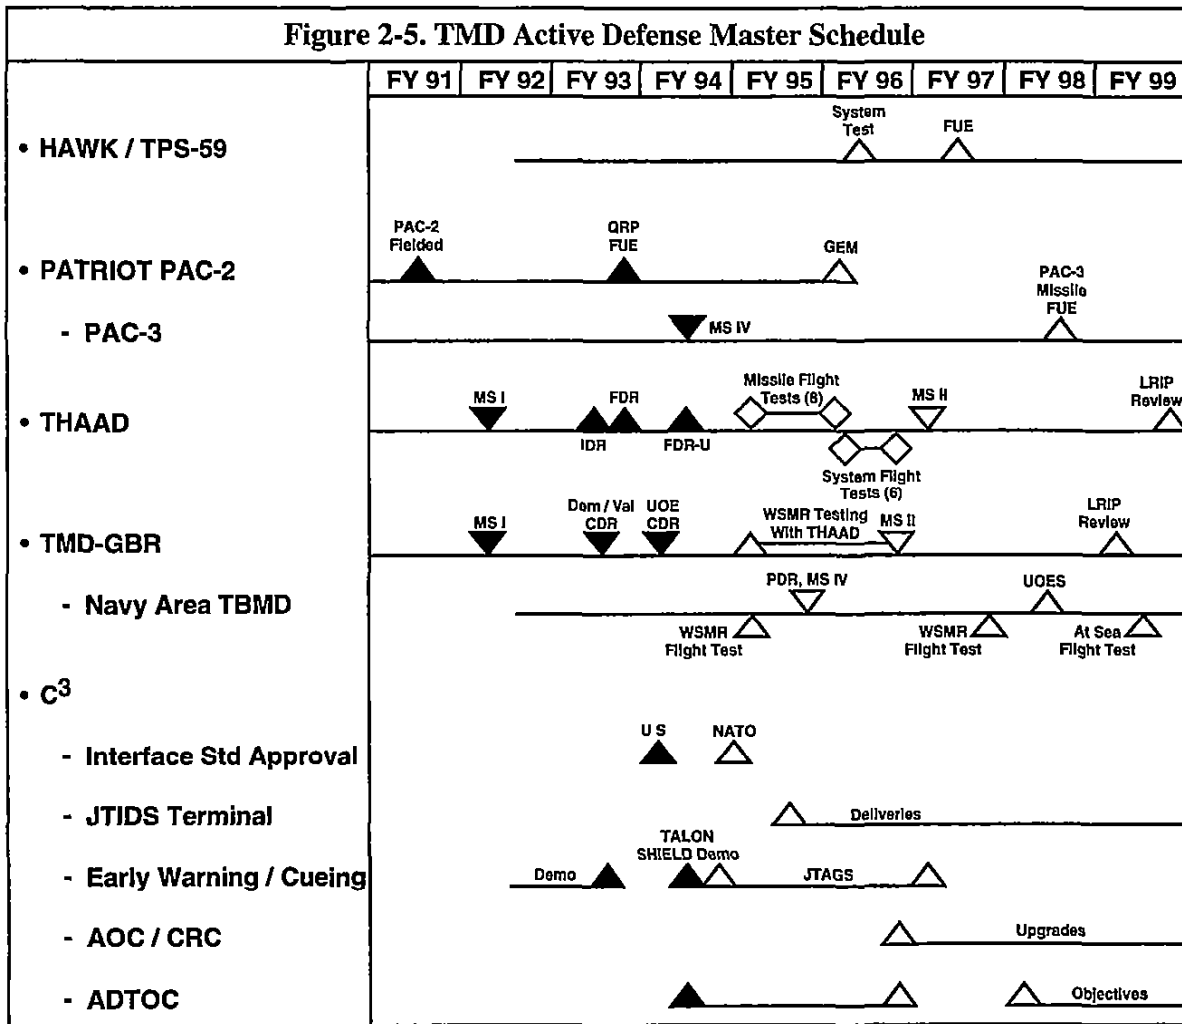 Figure 2-5. TMD Active Defense Master Schedule
FY 91 FY 92 FY 93 FY 94 FY 95 FY 96 FY 97 FY 98 FY 99
System
Test
FUE
• HAWK / TPS-59
PAC-2
Fielded
QRP
FUE
GEM
• PATRIOT PAC-2
PAC-3
Missile
FUE
- PAC-3
MS IV
MS I
FDR
Missile Flight
Tests (8)
MS II
LRIP
Review
• THAAD
IDR
FDR-U
System Flight
Tests (6)
MS I
Dem / Val
CDR
UOE
CDR
WSMR Testing
With THAAD
MS II
LRIP
Review
• TMD-GBR
PDR, MS IV
UOES
- Navy Area TBMD
WSMR
Flight Test
WSMR
Flight Test
At Sea
Flight Test
• C3
U S
NATO
- Interface Std Approval
- JTIDS Terminal
Deliveries
TALON
SHIELD Demo
- Early Warning / Cueing
Demo
JTAGS
- AOC / CRC
Upgrades
- ADTOC
Objectives